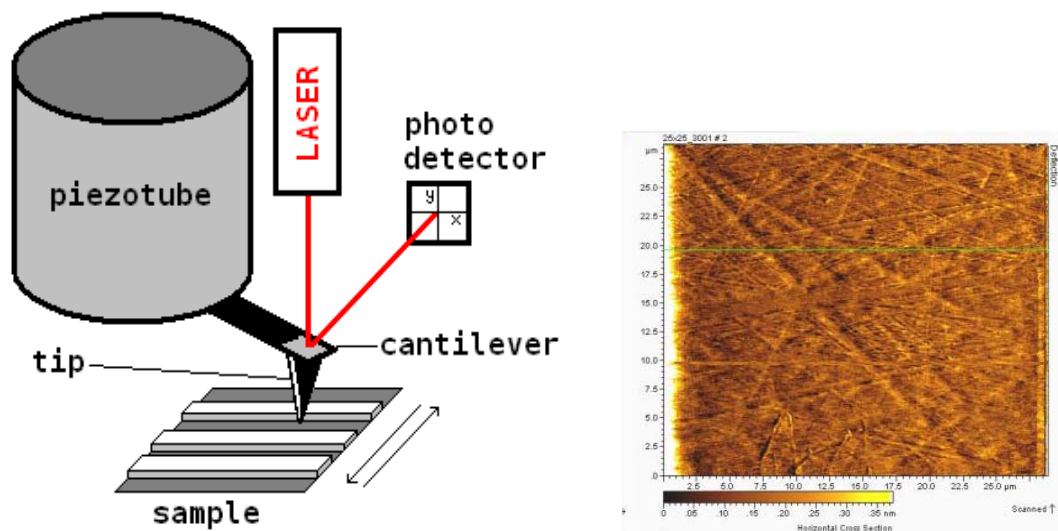 LASER
photo
detector
y
x
piezotube
cantilever
tip
sample
25x25_3001 # 2
µm
25.0
22.5
20.0
17.5
15.0
12.5
10.0
7.5
5.0
2.5
.0
2.5 5.0 7.5 10.0 12.5 15.0 17.5 20.0 22.5 25.0 µm
0 .05 .10 .15 .20 .25 .30 .35 nm
Scanned ↑
Horizontal Cross Section